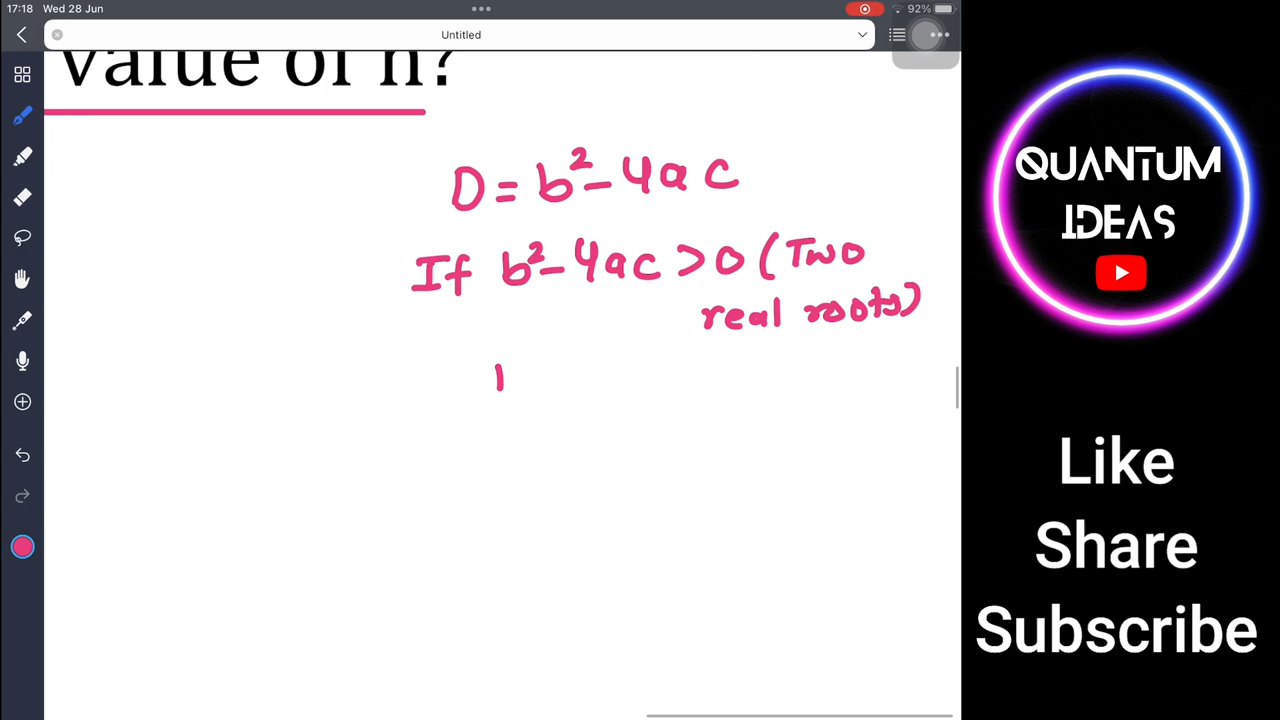 17:18 Wed 28 Jun
92%
Untitled
value of n?
D = b² - 4ac
If b² - 4ac > 0 (Two
real roots)
QUANTUM
IDEAS
Like
Share
Subscribe